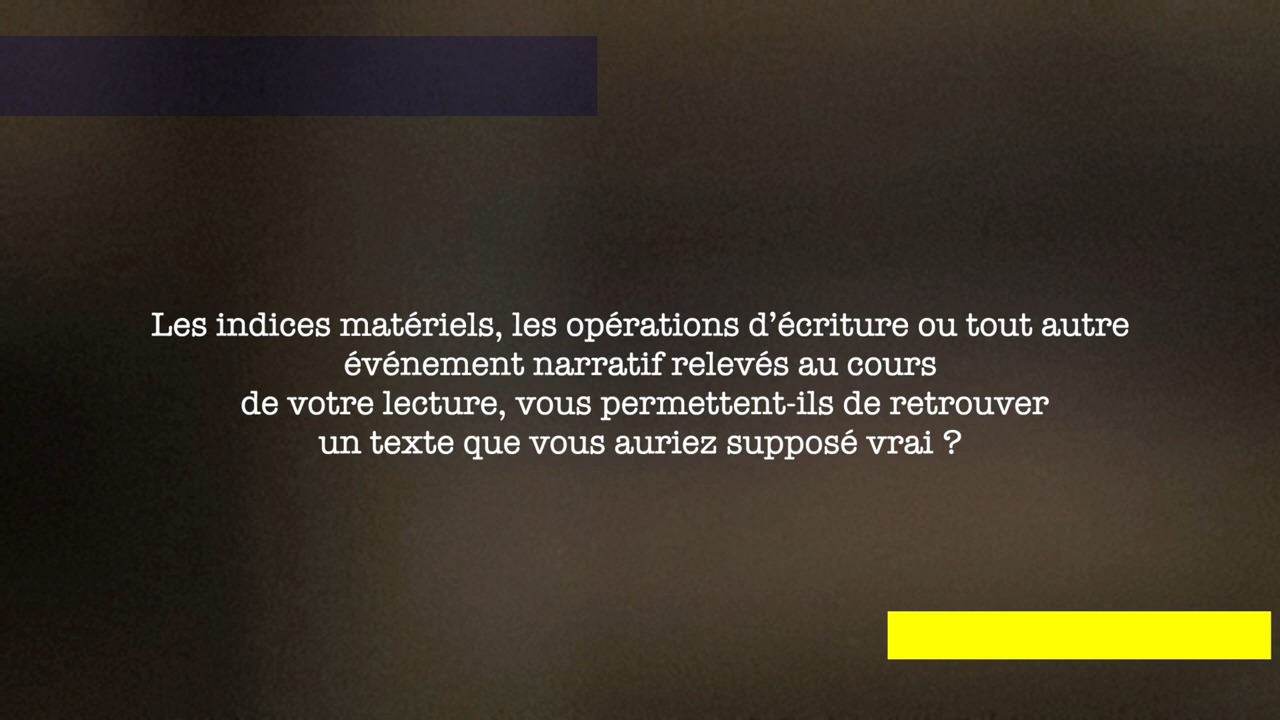 Les indices matériels, les opérations d’écriture ou tout autre
événement narratif relevés au cours
de votre lecture, vous permettent-ils de retrouver
un texte que vous auriez supposé vrai ?